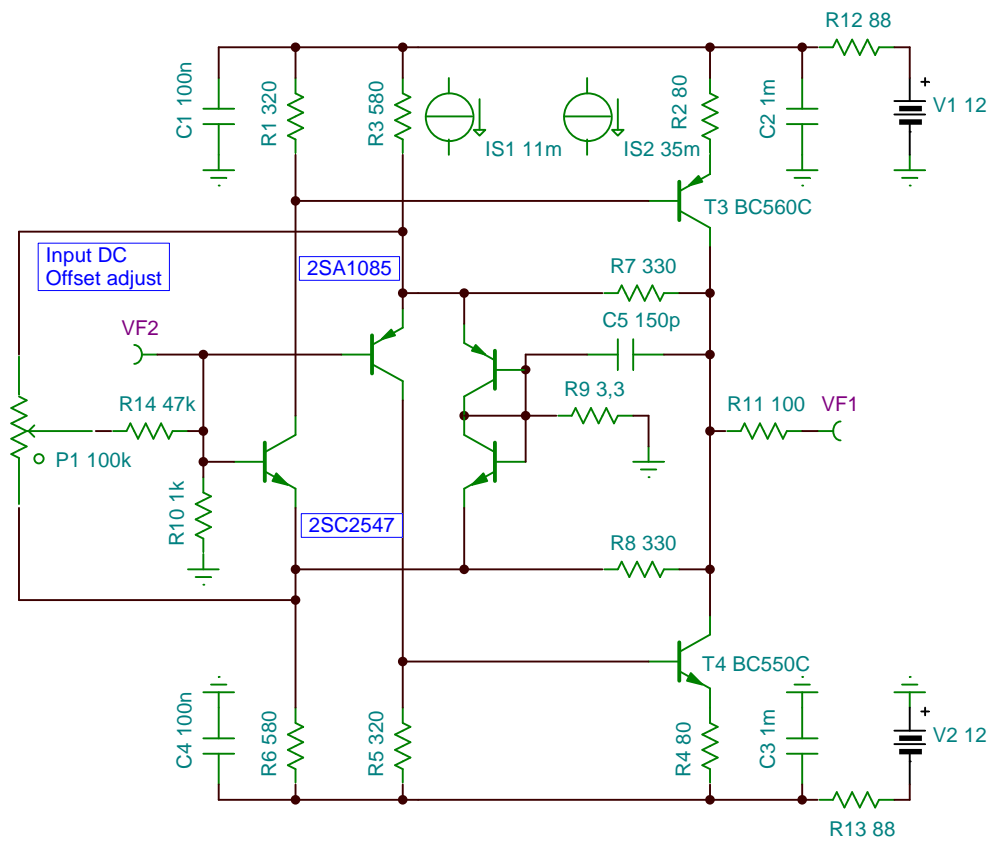 R12 88
C1 100n
R1 320
R3 580
IS1 11m
IS2 35m
R2 80
C2 1m
+
V1 12
T3 BC560C
Input DC
Offset adjust
2SA1085
R7 330
C5 150p
VF2
R9 3,3
R14 47k
R11 100
VF1
P1 100k
R10 1k
2SC2547
R8 330
T4 BC550C
C4 100n
R6 580
R5 320
R4 80
C3 1m
+
V2 12
R13 88